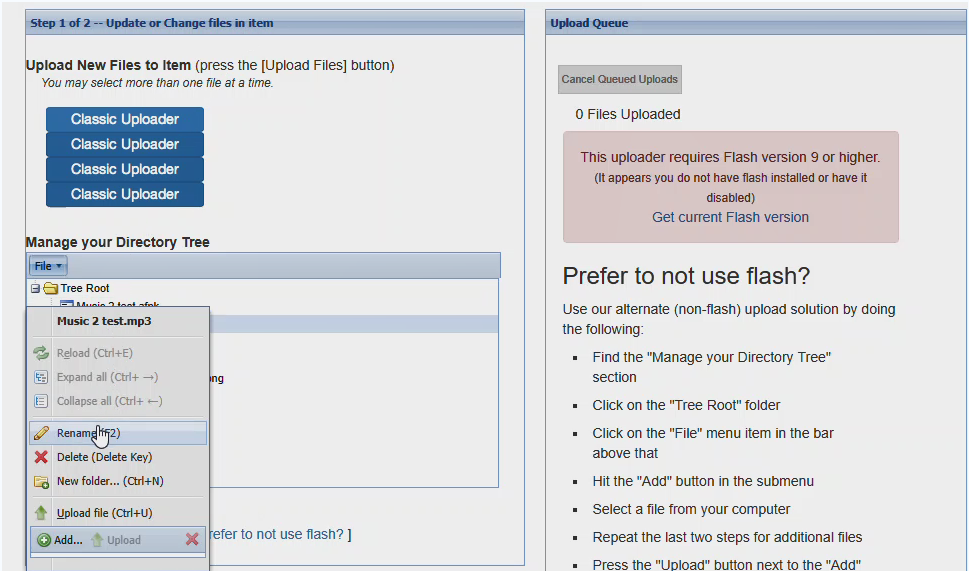 Step 1 of 2 -- Update or Change files in item
Upload New Files to Item (press the [Upload Files] button)
You may select more than one file at a time.
Classic Uploader
Classic Uploader
Classic Uploader
Classic Uploader
Manage your Directory Tree
File
Tree Root
Music 2 test.afpk
Music 2 test.mp3
Reload (Ctrl+E)
Expand all (Ctrl+ →)
ong
Collapse all (Ctrl+ ←)
Rename (F2)
Delete (Delete Key)
New folder... (Ctrl+N)
Upload file (Ctrl+U)
Add... Upload
refer to not use flash? ]
Upload Queue
Cancel Queued Uploads
0 Files Uploaded
This uploader requires Flash version 9 or higher.
(It appears you do not have flash installed or have it
disabled)
Get current Flash version
Prefer to not use flash?
Use our alternate (non-flash) upload solution by doing
the following:
▪ Find the "Manage your Directory Tree"
section
▪ Click on the "Tree Root" folder
▪ Click on the "File" menu item in the bar
above that
▪ Hit the "Add" button in the submenu
▪ Select a file from your computer
▪ Repeat the last two steps for additional files
▪ Press the "Upload" button next to the "Add"